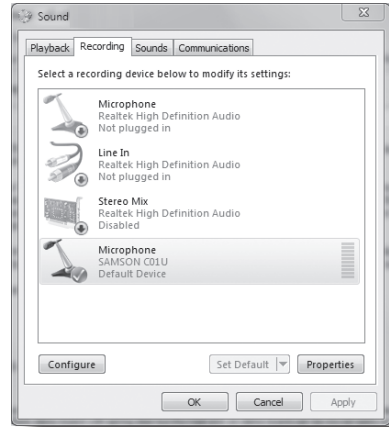 Sound
Playback Recording Sounds Communications
Select a recording device below to modify its settings:
Microphone
Realtek High Definition Audio
Not plugged in
Line In
Realtek High Definition Audio
Not plugged in
Stereo Mix
Realtek High Definition Audio
Disabled
Microphone
SAMSON C01U
Default Device
Configure Set Default Properties
OK Cancel Apply